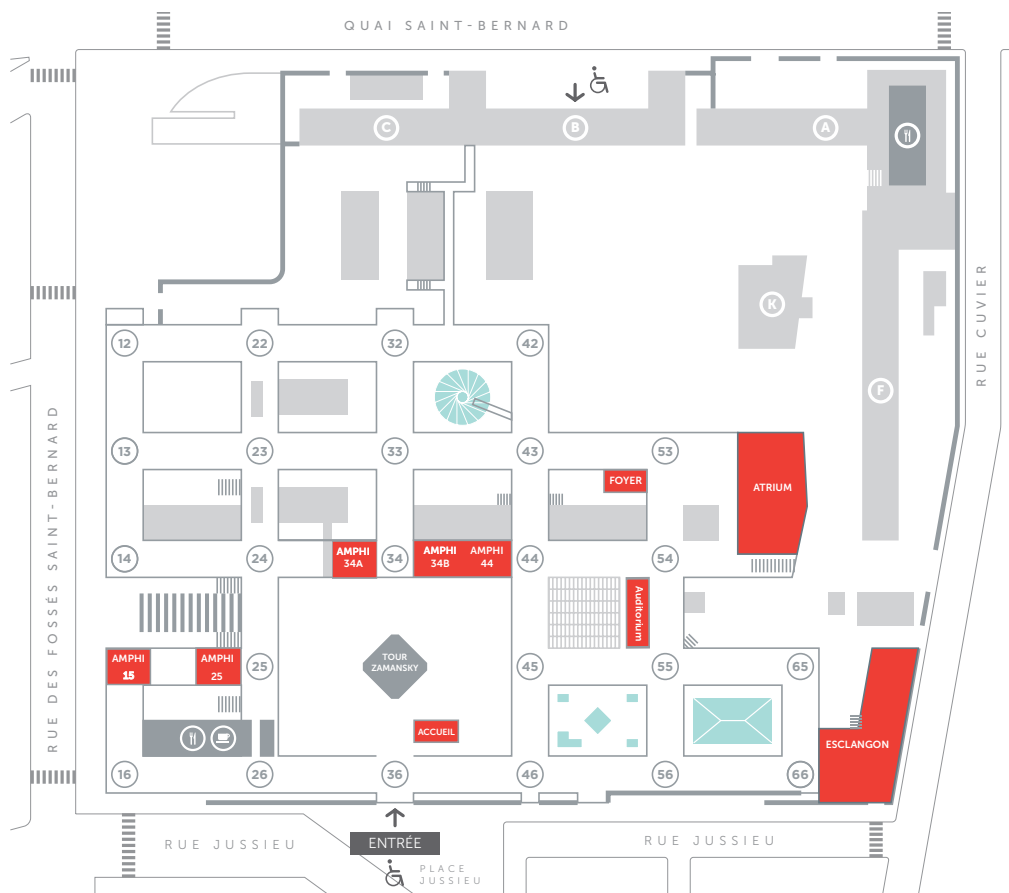 QUAI SAINT-BERNARD
C
B
A
K
RUE CUVIER
F
12
22
32
42
RUE DES FOSSÉS SAINT-BERNARD
13
23
33
43
53
FOYER
ATRIUM
14
24
AMPHI
34A
34
AMPHI
34B
AMPHI
44
44
54
Auditorium
AMPHI
15
AMPHI
25
25
TOUR
ZAMANSKY
45
55
65
ACCUEIL
ESCLANGON
16
26
36
46
56
66
RUE JUSSIEU
ENTRÉE
RUE JUSSIEU
PLACE
JUSSIEU